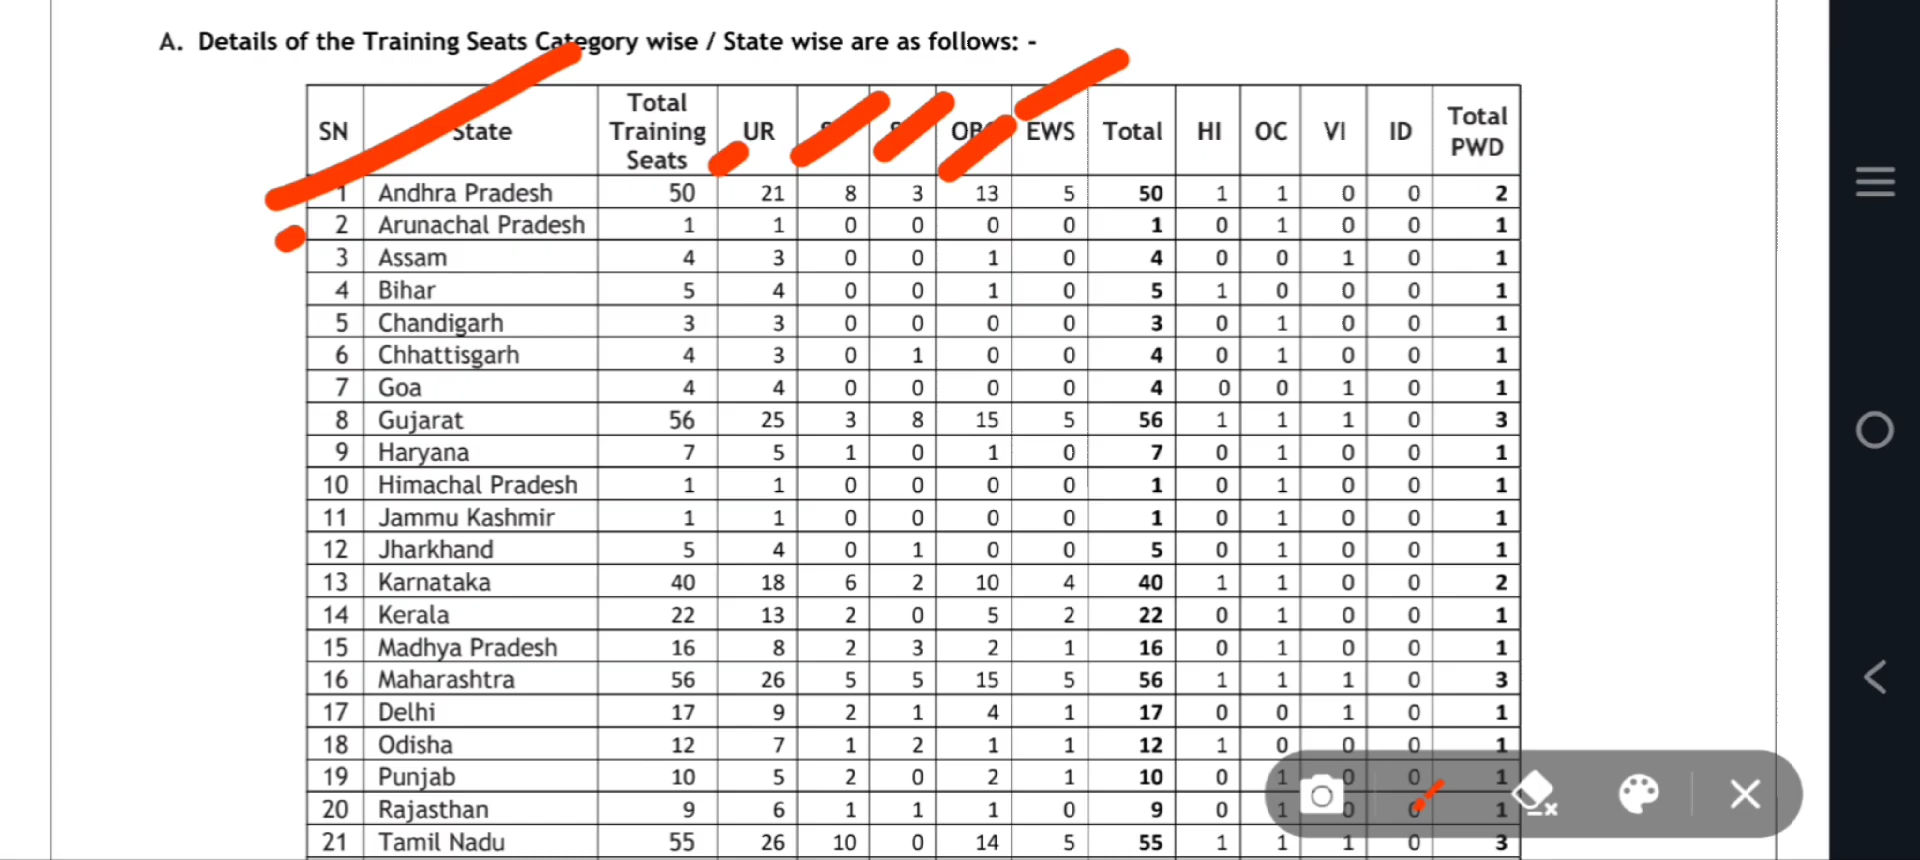 A. Details of the Training Seats Category wise / State wise are as follows: -
SN State Total Training Seats UR EWS Total HI OC VI ID Total PWD
1 Andhra Pradesh 50 21 8 3 13 5 50 1 1 0 0 2
2 Arunachal Pradesh 1 1 0 0 0 0 1 0 1 0 0 1
3 Assam 4 3 0 0 1 0 4 0 0 1 0 1
4 Bihar 5 4 0 0 1 0 5 1 0 0 0 1
5 Chandigarh 3 3 0 0 0 0 3 0 1 0 0 1
6 Chhattisgarh 4 3 0 1 0 0 4 0 1 0 0 1
7 Goa 4 4 0 0 0 0 4 0 0 1 0 1
8 Gujarat 56 25 3 8 15 5 56 1 1 1 0 3
9 Haryana 7 5 1 0 1 0 7 0 1 0 0 1
10 Himachal Pradesh 1 1 0 0 0 0 1 0 1 0 0 1
11 Jammu Kashmir 1 1 0 0 0 0 1 0 1 0 0 1
12 Jharkhand 5 4 0 1 0 0 5 0 1 0 0 1
13 Karnataka 40 18 6 2 10 4 40 1 1 0 0 2
14 Kerala 22 13 2 0 5 2 22 0 1 0 0 1
15 Madhya Pradesh 16 8 2 3 2 1 16 0 1 0 0 1
16 Maharashtra 56 26 5 5 15 5 56 1 1 1 0 3
17 Delhi 17 9 2 1 4 1 17 0 0 1 0 1
18 Odisha 12 7 1 2 1 1 12 1 0 0 0 1
19 Punjab 10 5 2 0 2 1 10 0 1 0 0 1
20 Rajasthan 9 6 1 1 1 0 9 0 1 0 0 1
21 Tamil Nadu 55 26 10 0 14 5 55 1 1 1 0 3